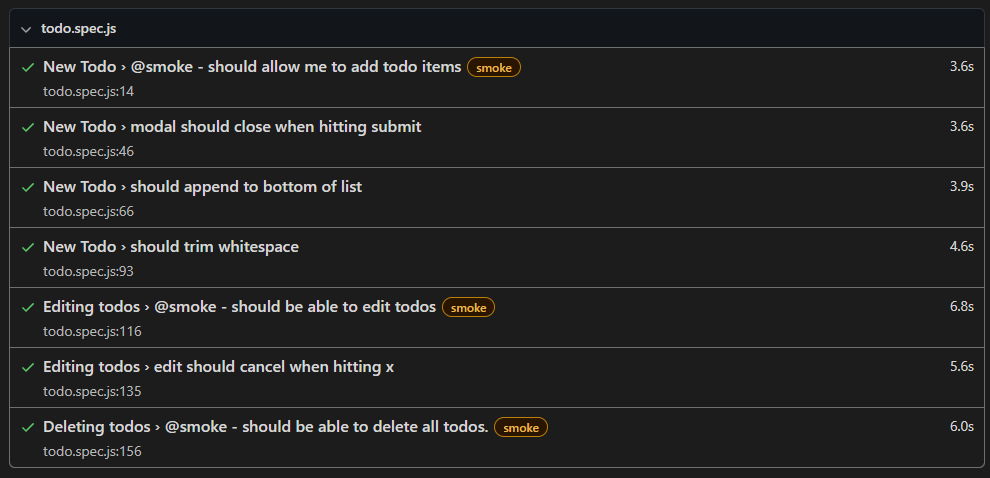 todo.spec.js
New Todo › @smoke - should allow me to add todo items smoke 3.6s
todo.spec.js:14
New Todo › modal should close when hitting submit 3.6s
todo.spec.js:46
New Todo › should append to bottom of list 3.9s
todo.spec.js:66
New Todo › should trim whitespace 4.6s
todo.spec.js:93
Editing todos › @smoke - should be able to edit todos smoke 6.8s
todo.spec.js:116
Editing todos › edit should cancel when hitting x 5.6s
todo.spec.js:135
Deleting todos › @smoke - should be able to delete all todos. smoke 6.0s
todo.spec.js:156